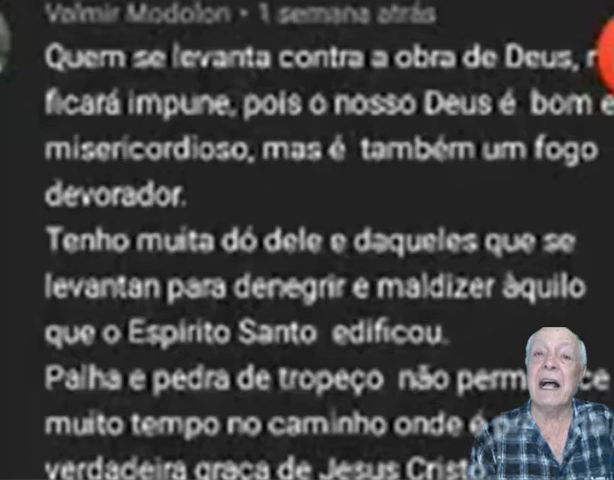 Valmir Modolon • 1 semana atrás
Quem se levanta contra a obra de Deus,
ficará impune, pois o nosso Deus é bom e
misericordioso, mas é também um fogo
devorador.
Tenho muita dó dele e daqueles que se
levantan para denegrir e maldizer àquilo
que o Espírito Santo edificou.
Palha e pedra de tropeço não
muito tempo no caminho onde é
verdadeira graça de Jesus Cristo